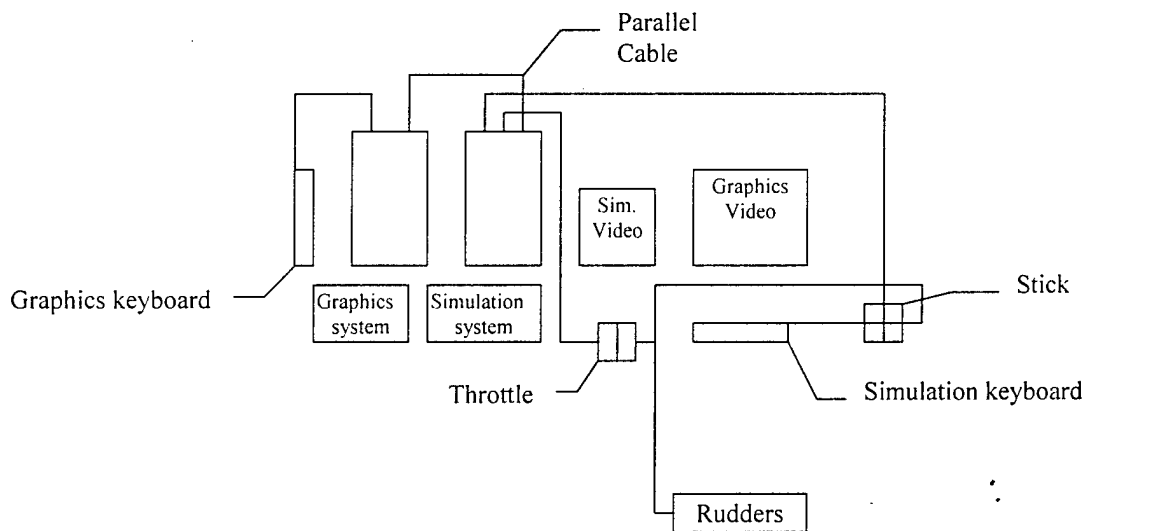 Parallel
Cable
Graphics
Video
Sim.
Video
Stick
Graphics keyboard
Graphics
system
Simulation
system
Throttle
Simulation keyboard
Rudders